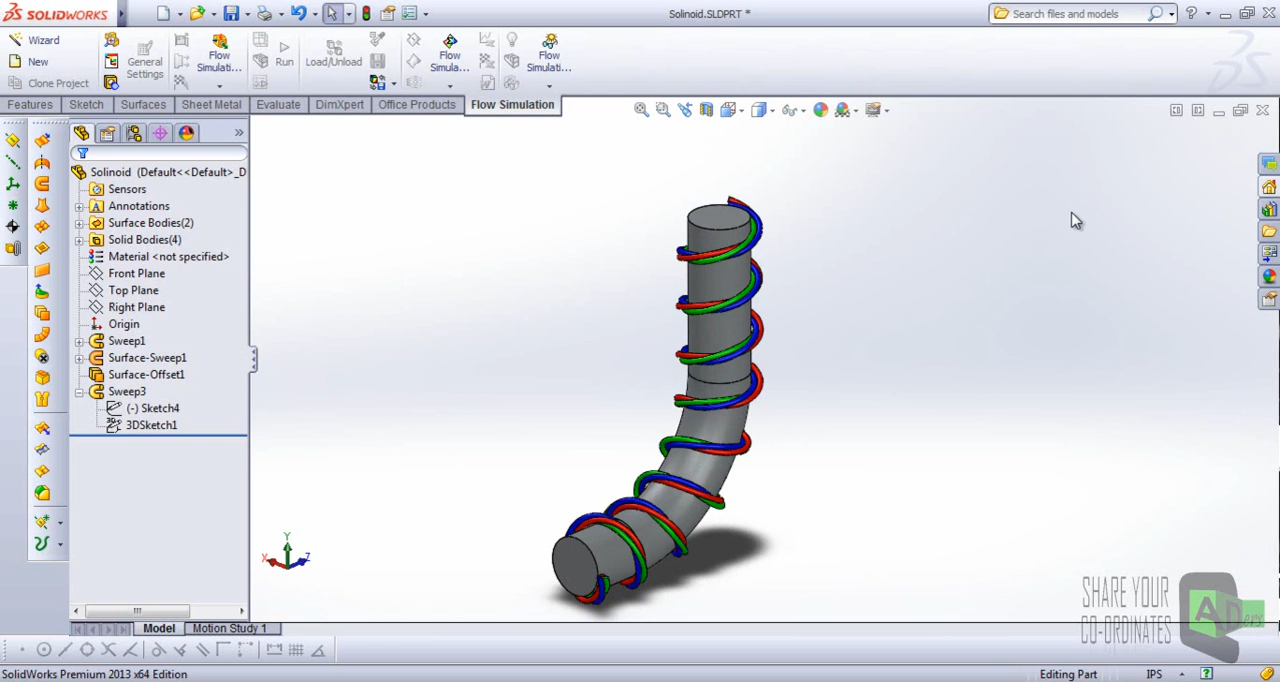 SOLIDWORKS
Solinoid.SLDPRT *
Search files and models
Wizard
New
Clone Project
General
Settings
Flow
Simulati...
Run
Load/Unload
Flow
Simula...
Flow
Simulati...
Features
Sketch
Surfaces
Sheet Metal
Evaluate
DimXpert
Office Products
Flow Simulation
Solinoid (Default<<Default>_D
Sensors
Annotations
Surface Bodies(2)
Solid Bodies(4)
Material <not specified>
Front Plane
Top Plane
Right Plane
Origin
Sweep1
Surface-Sweep1
Surface-Offset1
Sweep3
(-) Sketch4
3DSketch1
Y
X
Z
SHARE YOUR
CO-ORDINATES
Model
Motion Study 1
SolidWorks Premium 2013 x64 Edition
Editing Part
IPS